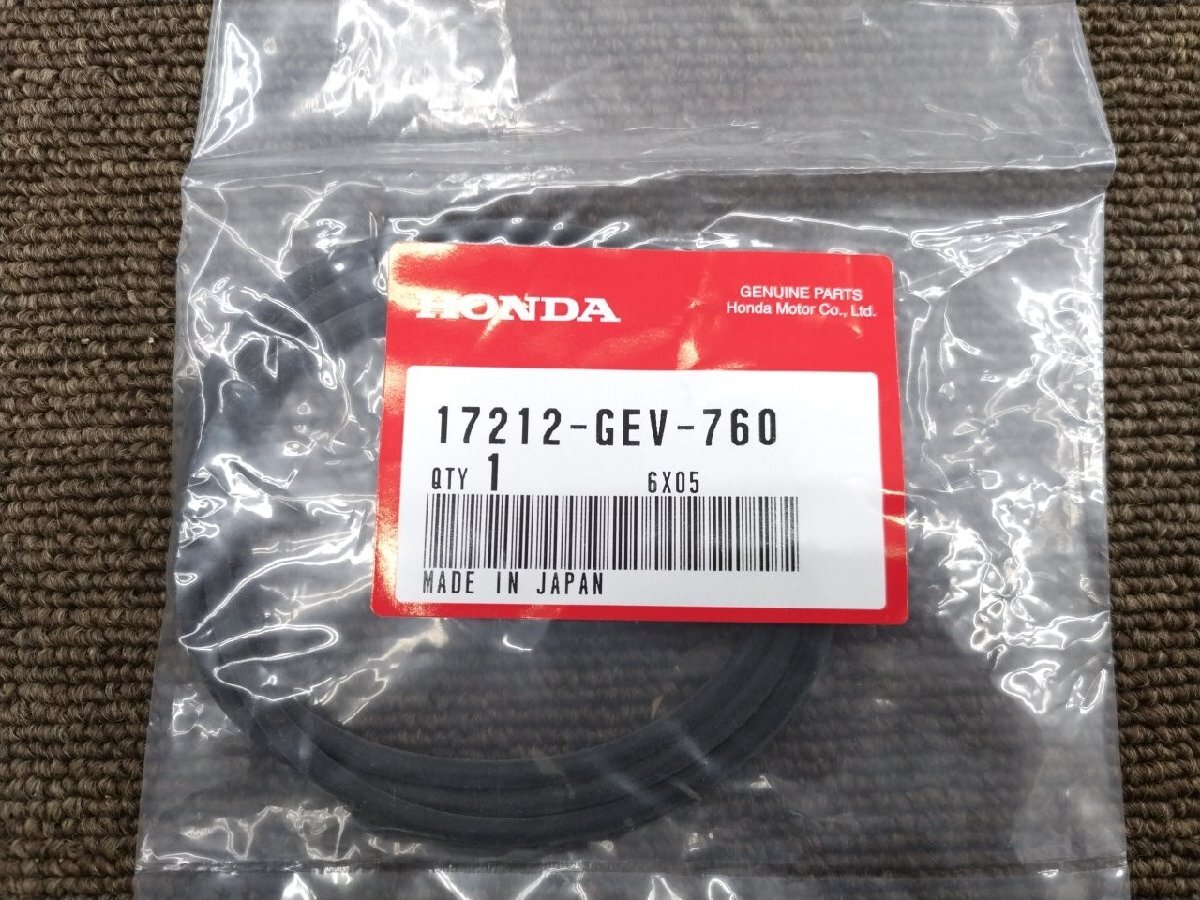 HONDA
GENUINE PARTS
Honda Motor Co., Ltd.
17212-GEV-760
QTY 1 6X05
MADE IN JAPAN